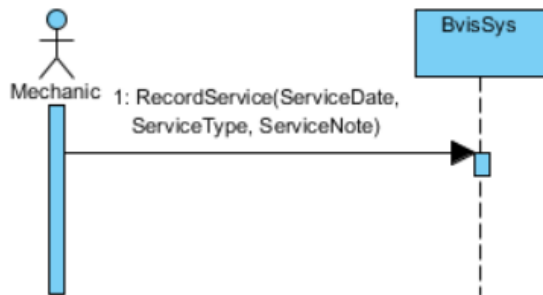 BvisSys
Mechanic
1: RecordService(ServiceDate,
ServiceType, ServiceNote)